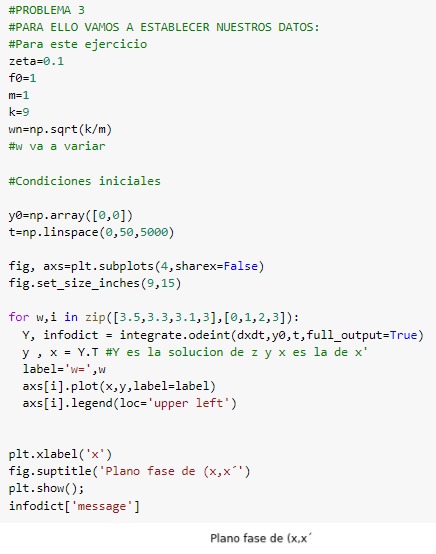 #PROBLEMA 3
#PARA ELLO VAMOS A ESTABLECER NUESTROS DATOS:
#Para este ejercicio
zeta=0.1
f0=1
m=1
k=9
wn=np.sqrt(k/m)
#w va a variar
#Condiciones iniciales
y0=np.array([0,0])
t=np.linspace(0,50,5000)
fig, axs=plt.subplots(4,sharex=False)
fig.set_size_inches(9,15)
for w,i in zip([3.5,3.3,3.1,3],[0,1,2,3]):
  Y, infodict = integrate.odeint(dxdt,y0,t,full_output=True)
  y , x = Y.T #Y es la solucion de z y x es la de x'
  label='w=',w
  axs[i].plot(x,y,label=label)
  axs[i].legend(loc='upper left')
plt.xlabel('x')
fig.suptitle('Plano fase de (x,x´')
plt.show();
infodict['message']
Plano fase de (x,x´